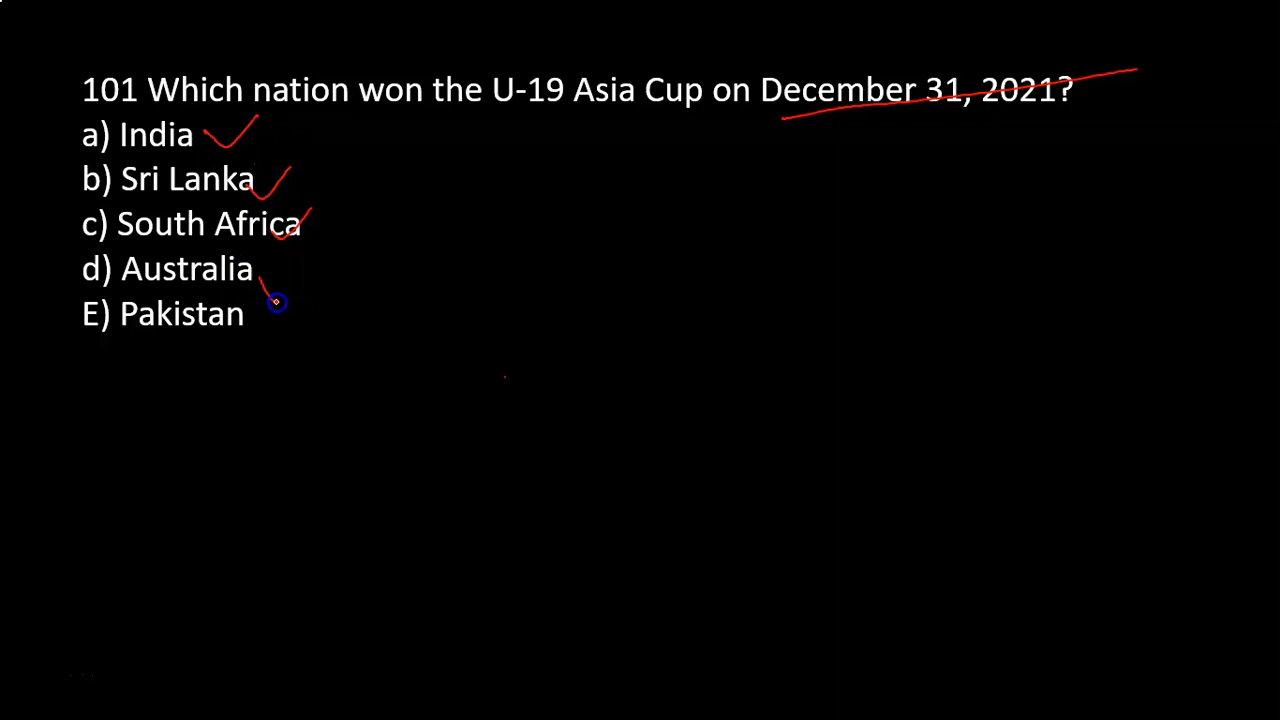 101 Which nation won the U-19 Asia Cup on December 31, 2021?
a) India
b) Sri Lanka
c) South Africa
d) Australia
E) Pakistan